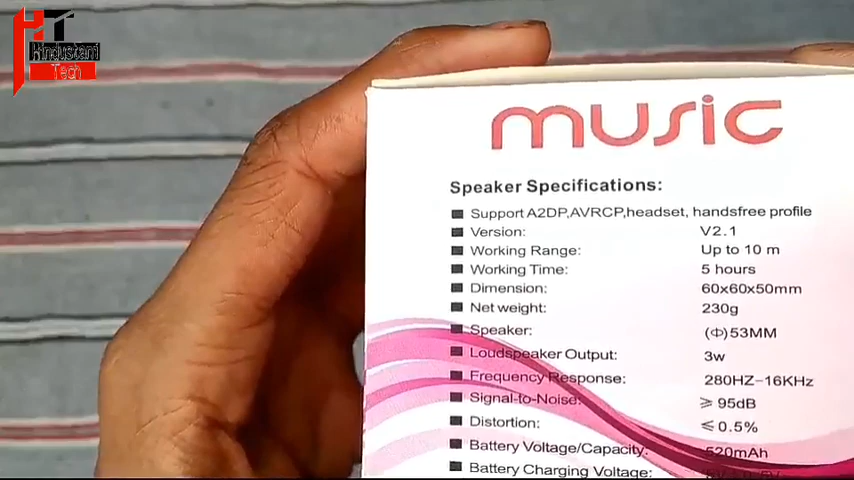 HT
Hindustani
Tech
music
Speaker Specifications:
Support A2DP,AVRCP,headset, handsfree profile
Version: V2.1
Working Range: Up to 10 m
Working Time: 5 hours
Dimension: 60x60x50mm
Net weight: 230g
Speaker: (Φ)53MM
Loudspeaker Output: 3w
Frequency Response: 280HZ-16KHz
Signal-to-Noise: ≥ 95dB
Distortion: ≤ 0.5%
Battery Voltage/Capacity: 520mAh
Battery Charging Voltage: